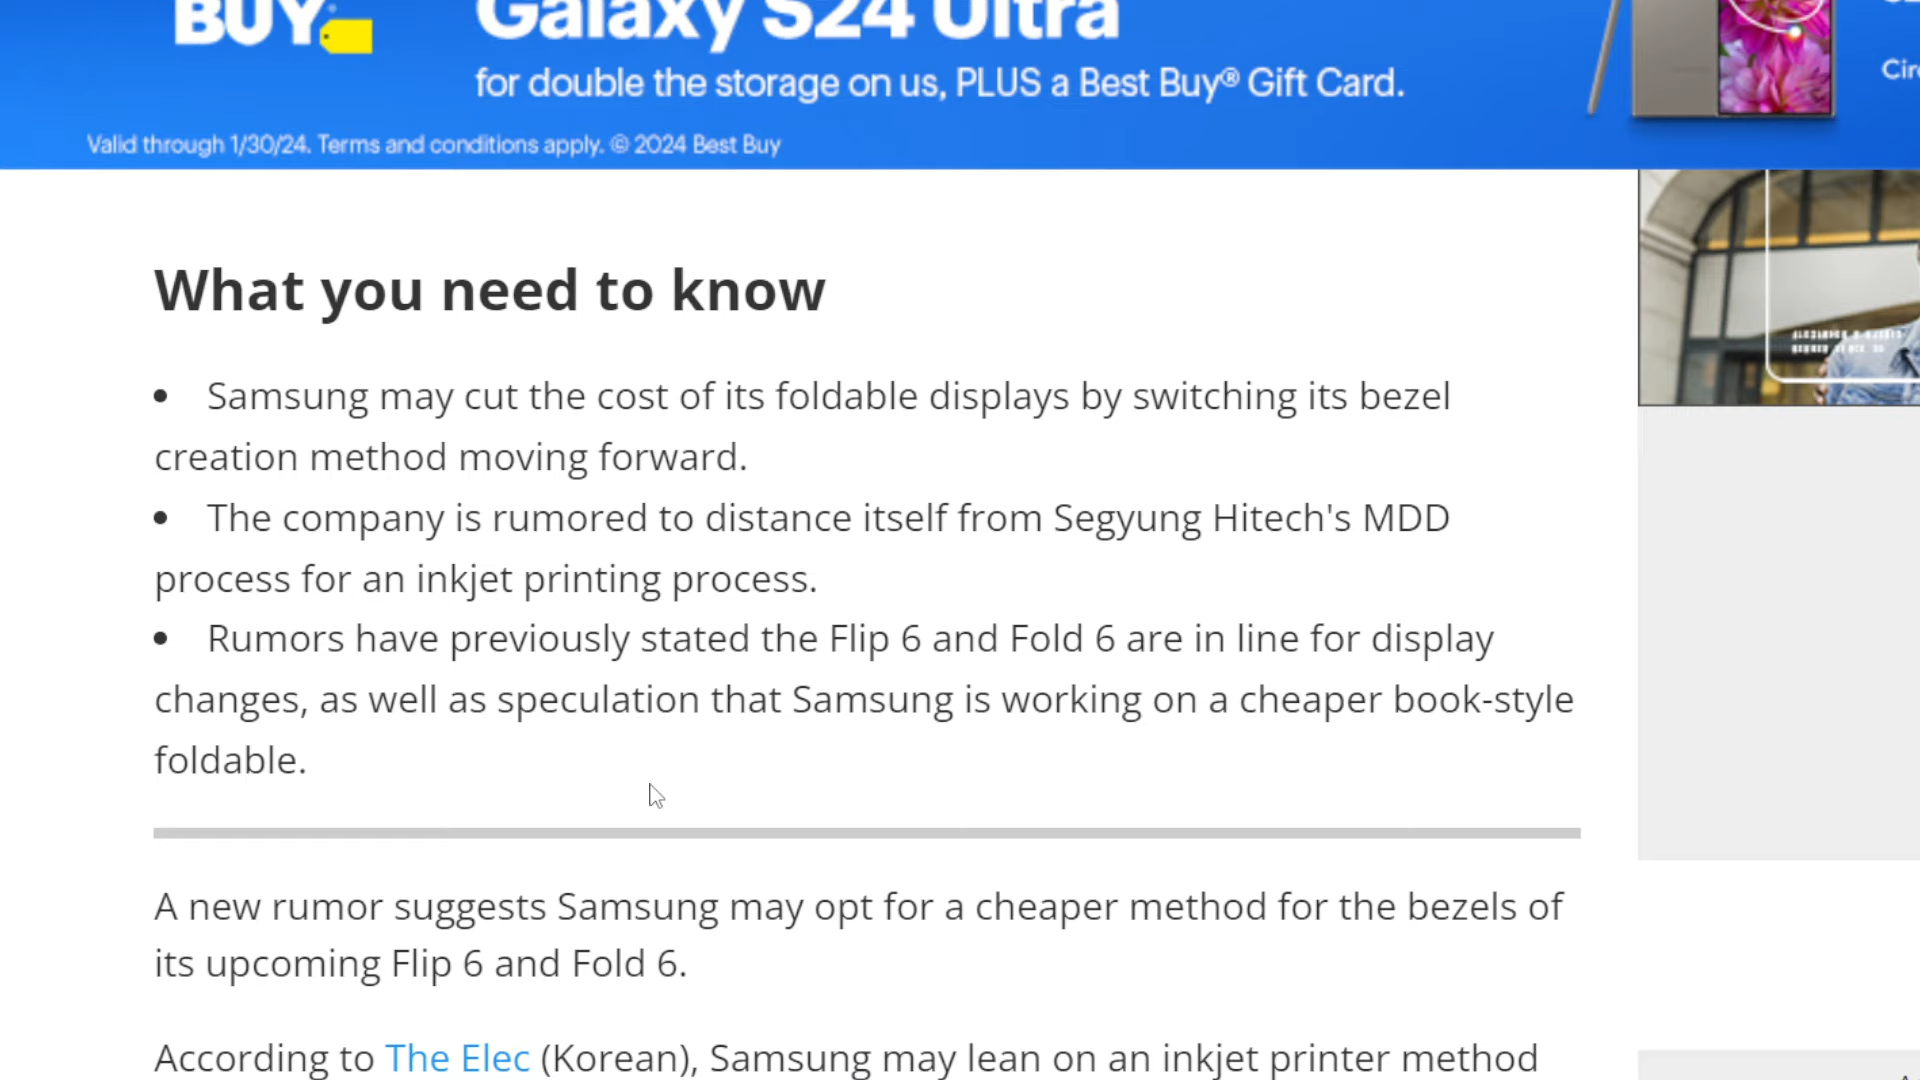 BUY
Galaxy S24 Ultra
for double the storage on us, PLUS a Best Buy® Gift Card.
Valid through 1/30/24. Terms and conditions apply. © 2024 Best Buy
What you need to know
• Samsung may cut the cost of its foldable displays by switching its bezel
creation method moving forward.
• The company is rumored to distance itself from Segyung Hitech's MDD
process for an inkjet printing process.
• Rumors have previously stated the Flip 6 and Fold 6 are in line for display
changes, as well as speculation that Samsung is working on a cheaper book-style
foldable.
A new rumor suggests Samsung may opt for a cheaper method for the bezels of
its upcoming Flip 6 and Fold 6.
According to The Elec (Korean), Samsung may lean on an inkjet printer method